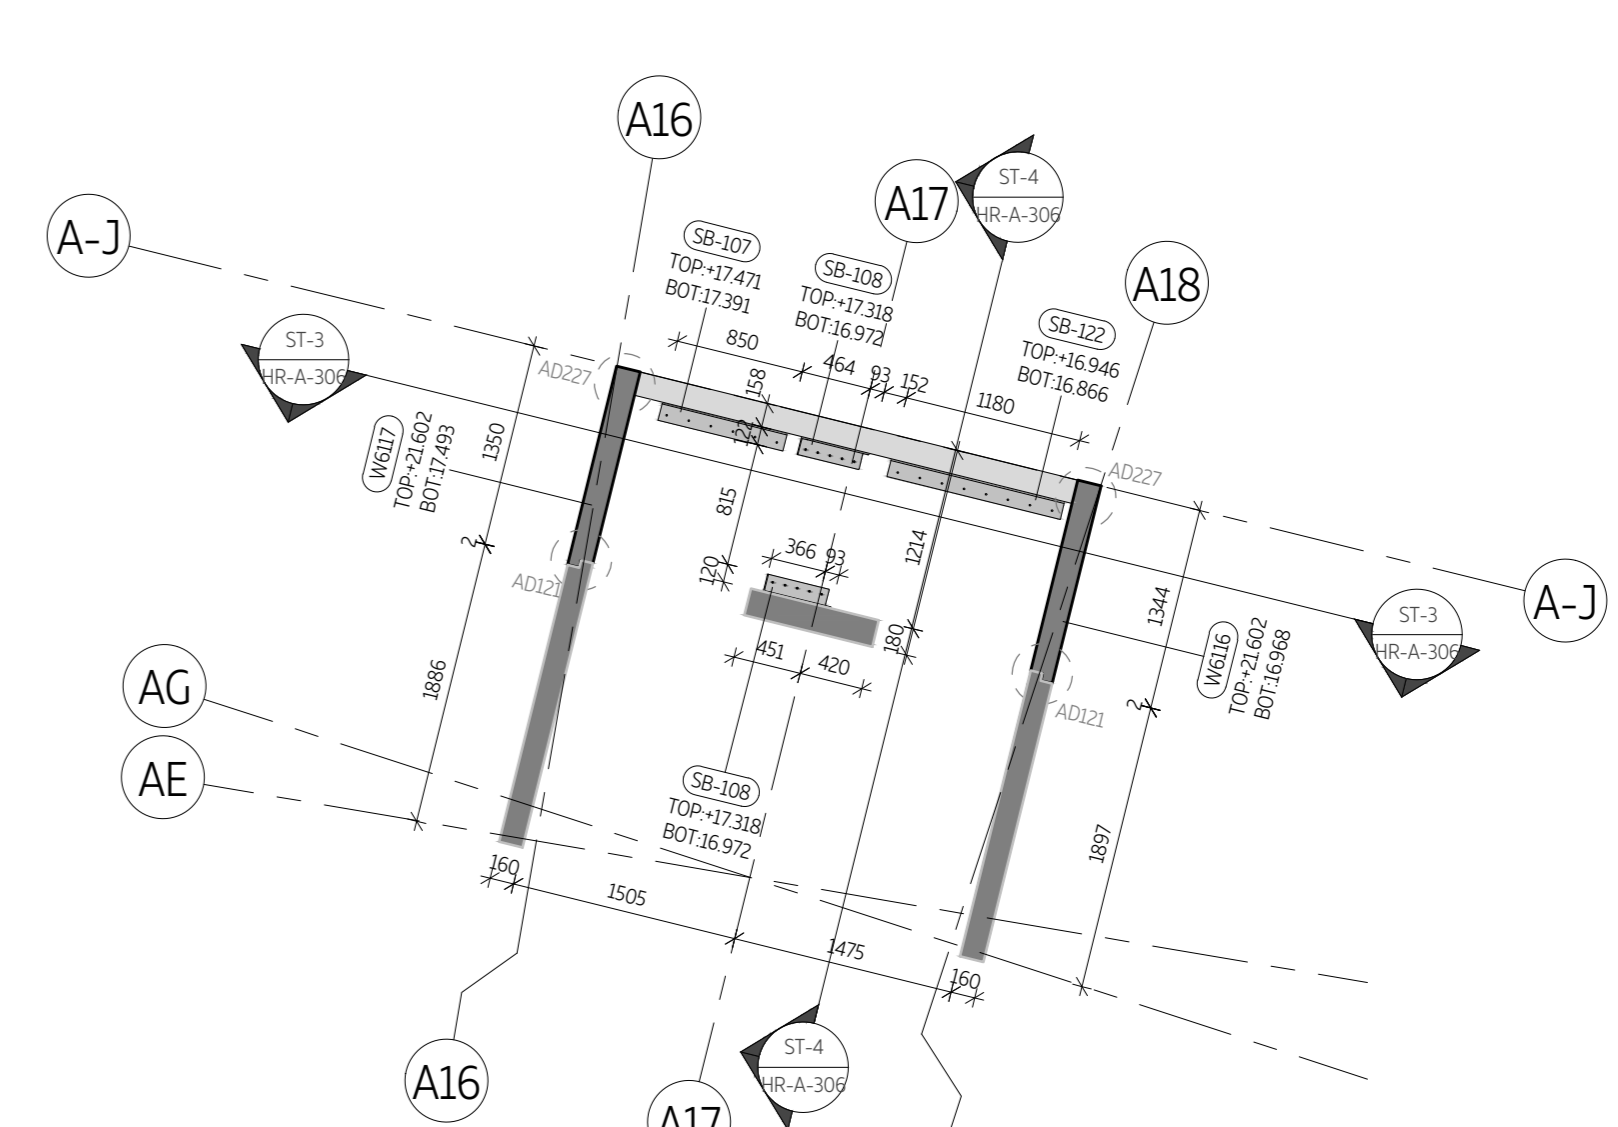 A16
A17
ST-4
HR-A-306
A-J
A18
SB-107
TOP:+17.471
BOT:17.391
SB-108
TOP:+17.318
BOT:16.972
SB-122
TOP:+16.946
BOT:16.866
ST-3
HR-A-306
850
464
93
152
1180
AD227
158
122
W6117
TOP:+21.602
BOT:17.493
1350
AD227
815
1214
2
366
93
120
AD121
A-J
1344
ST-3
HR-A-306
W6116
TOP:+21.602
BOT:16.968
180
451
420
1886
AG
2
AD121
AE
SB-108
TOP:+17.318
BOT:16.972
1897
160
1505
1475
160
A16
ST-4
HR-A-306
A17